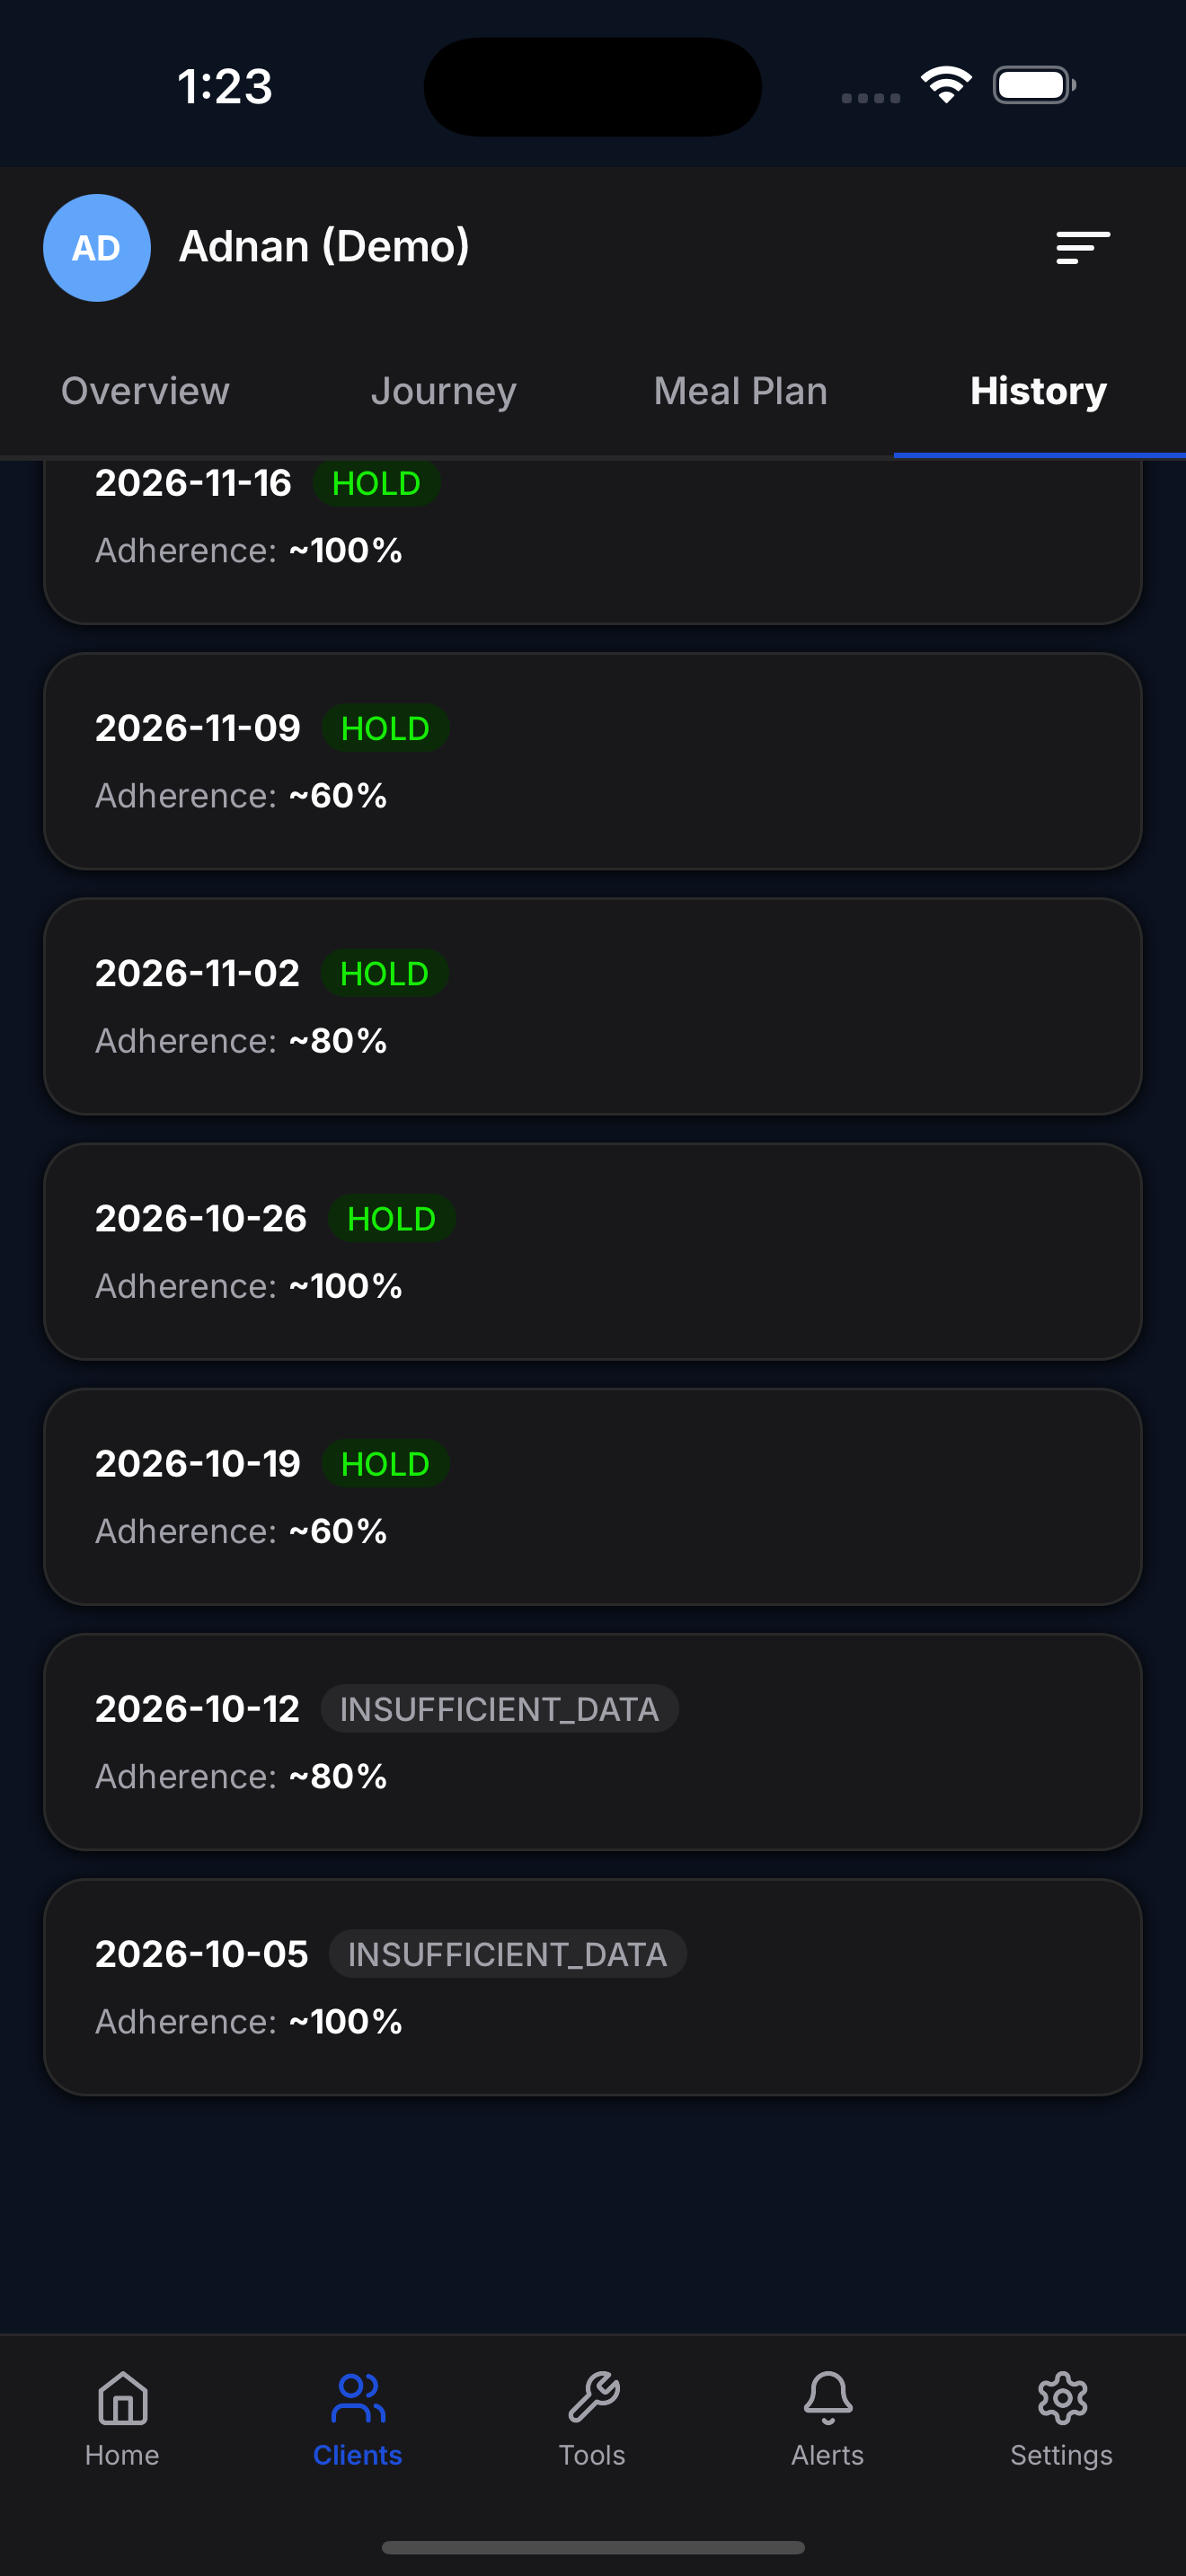 1:23
AD Adnan (Demo)
Overview Journey Meal Plan History
2026-11-16 HOLD
Adherence: ~100%
2026-11-09 HOLD
Adherence: ~60%
2026-11-02 HOLD
Adherence: ~80%
2026-10-26 HOLD
Adherence: ~100%
2026-10-19 HOLD
Adherence: ~60%
2026-10-12 INSUFFICIENT_DATA
Adherence: ~80%
2026-10-05 INSUFFICIENT_DATA
Adherence: ~100%
Home Clients Tools Alerts Settings